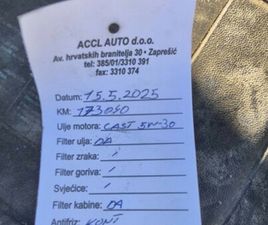 ACCL AUTO d.o.o.
Av. hrvatskih branitelja 30 • Zaprešić
tel: 385/01/3310 391
fax: 3310 374
Datum: 15.5.2025
KM: 173090
Ulje motora: CAST 5W-30
Filter ulja: DA
Filter zraka: /
Filter goriva: /
Svjećice: /
Filter kabine: DA
Antifriz: KONT